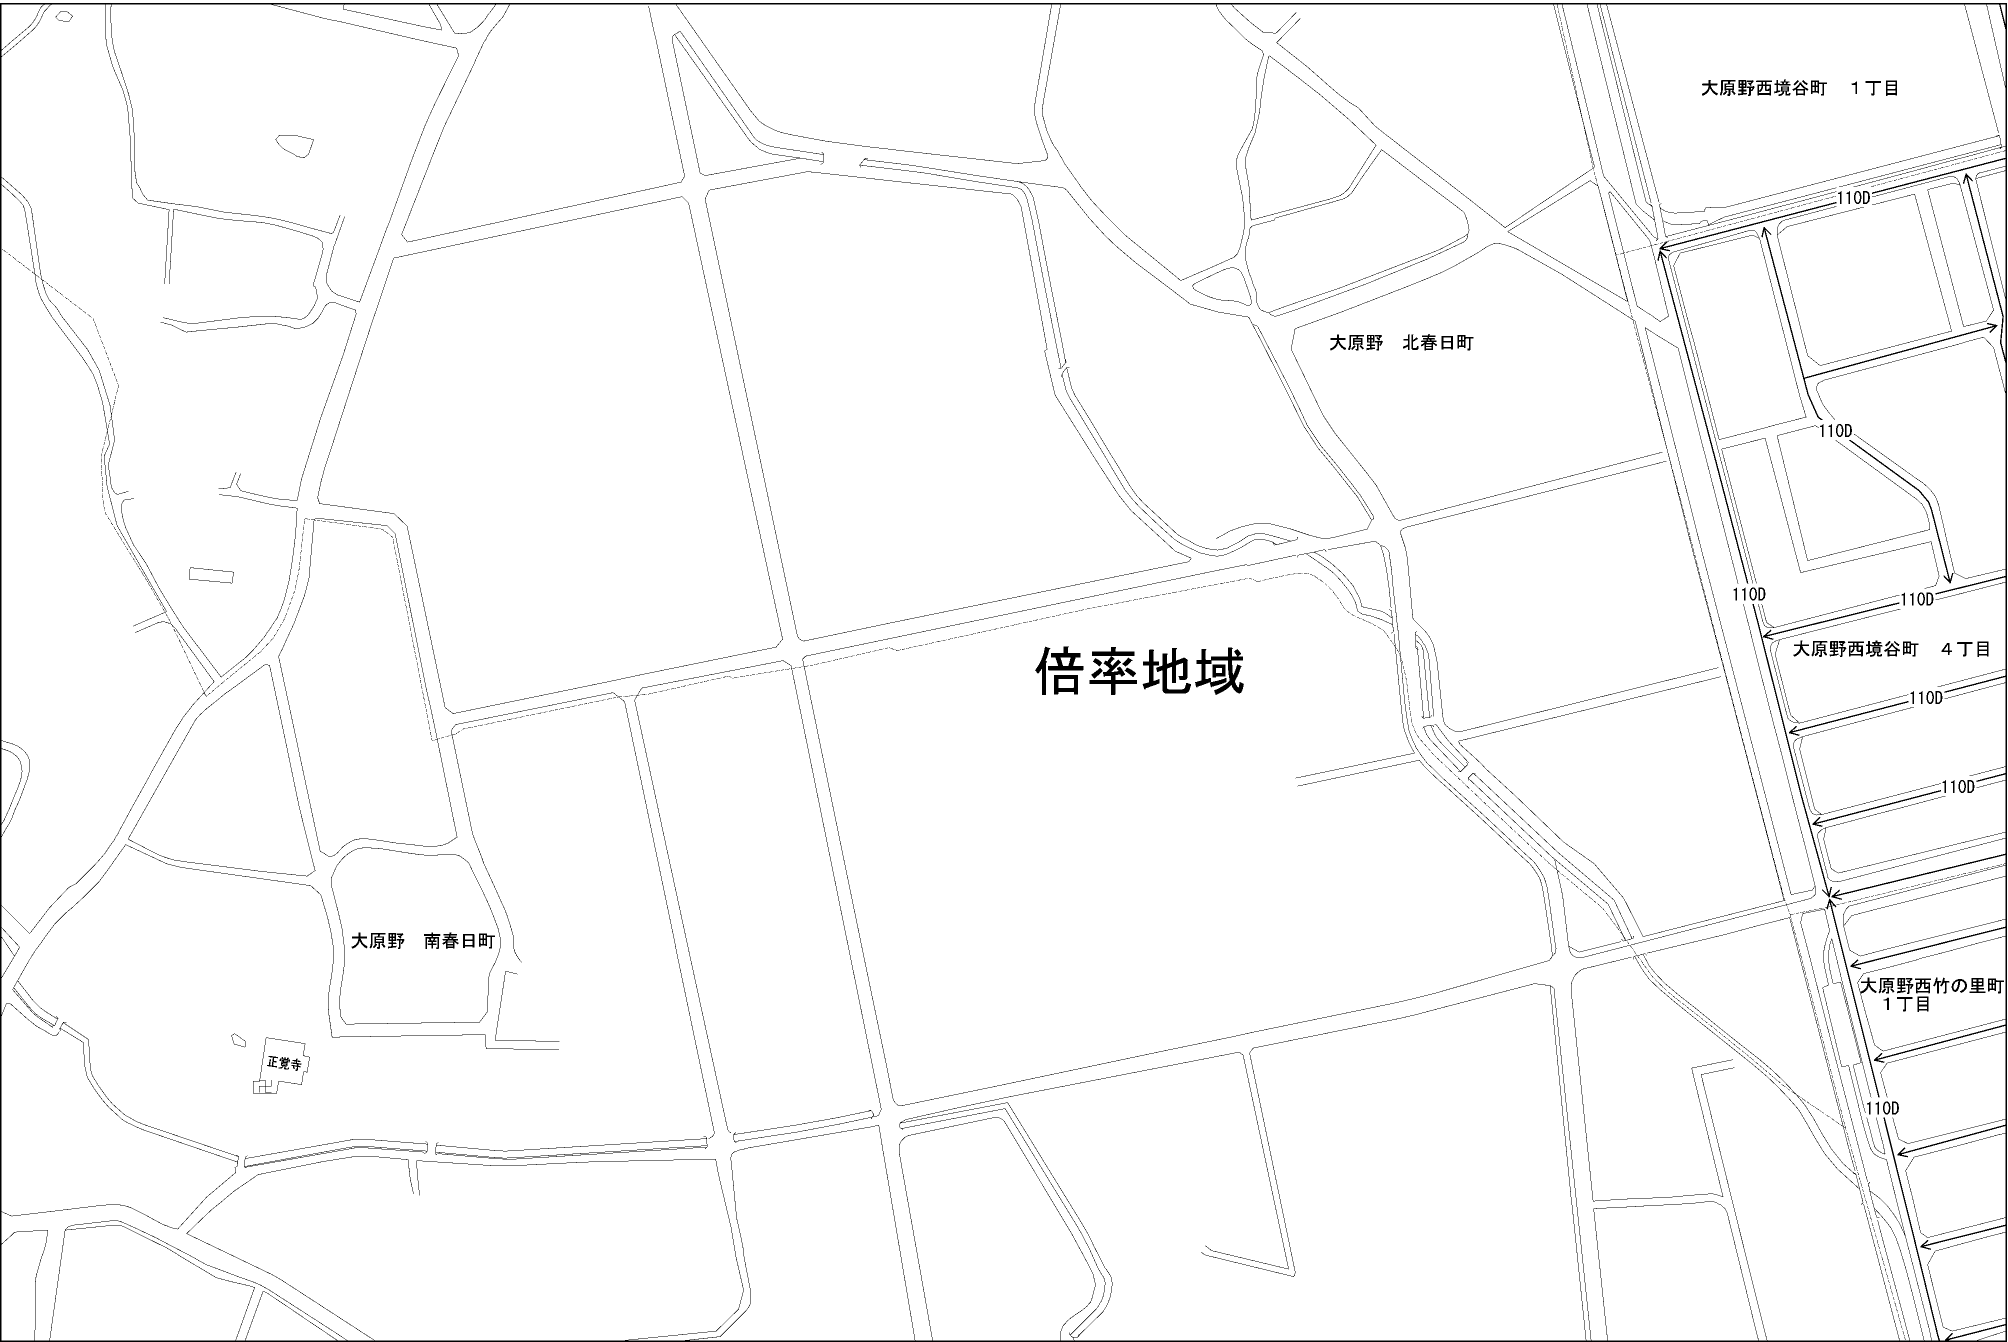 大原野西境谷町　１丁目
110D
大原野　北春日町
110D
110D
110D
大原野西境谷町　４丁目
倍率地域
110D
110D
大原野　南春日町
大原野西竹の里町
１丁目
正覚寺
110D